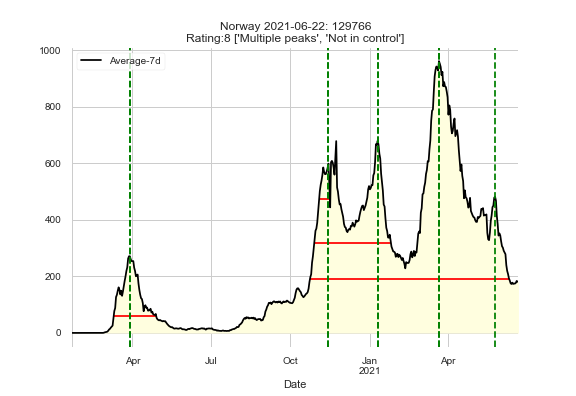 Norway 2021-06-22: 129766
Rating:8 ['Multiple peaks', 'Not in control']
Average-7d
1000
800
600
400
200
0
Apr
Jul
Oct
Jan
2021
Apr
Date